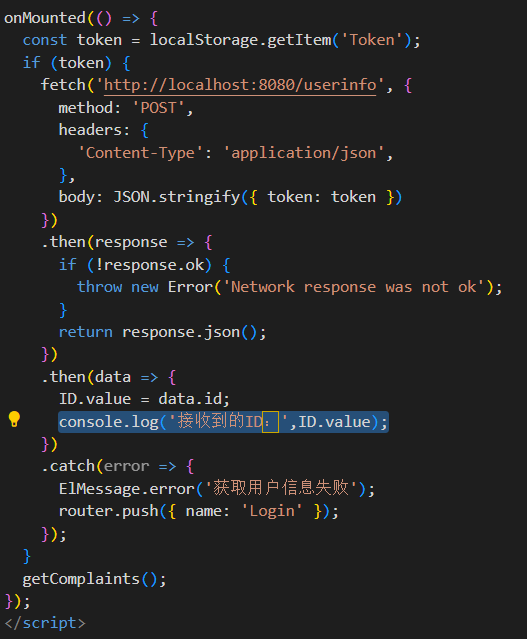 onMounted(() => {
  const token = localStorage.getItem('Token');
  if (token) {
    fetch('http://localhost:8080/userinfo', {
      method: 'POST',
      headers: {
        'Content-Type': 'application/json',
      },
      body: JSON.stringify({ token: token })
    })
    .then(response => {
      if (!response.ok) {
        throw new Error('Network response was not ok');
      }
      return response.json();
    })
    .then(data => {
      ID.value = data.id;
      console.log('接收到的ID：',ID.value);
    })
    .catch(error => {
      ElMessage.error('获取用户信息失败');
      router.push({ name: 'Login' });
    });
  }
  getComplaints();
});
</script>